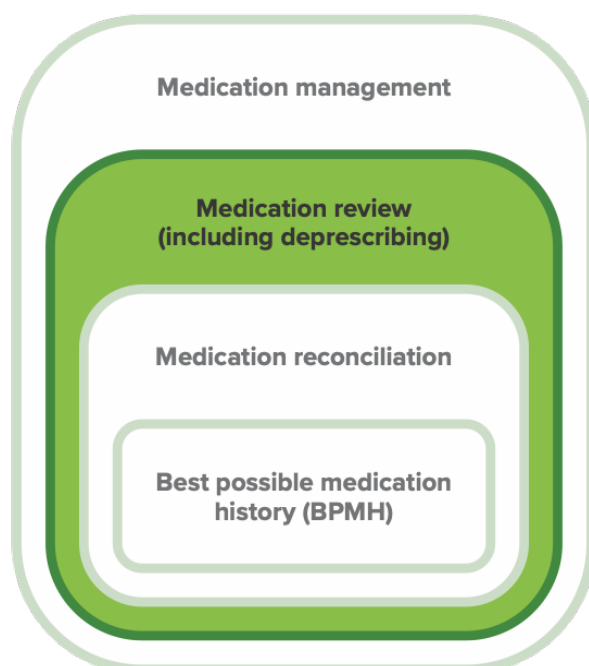 Medication management
Medication review
(including deprescribing)
Medication reconciliation
Best possible medication
history (BPMH)